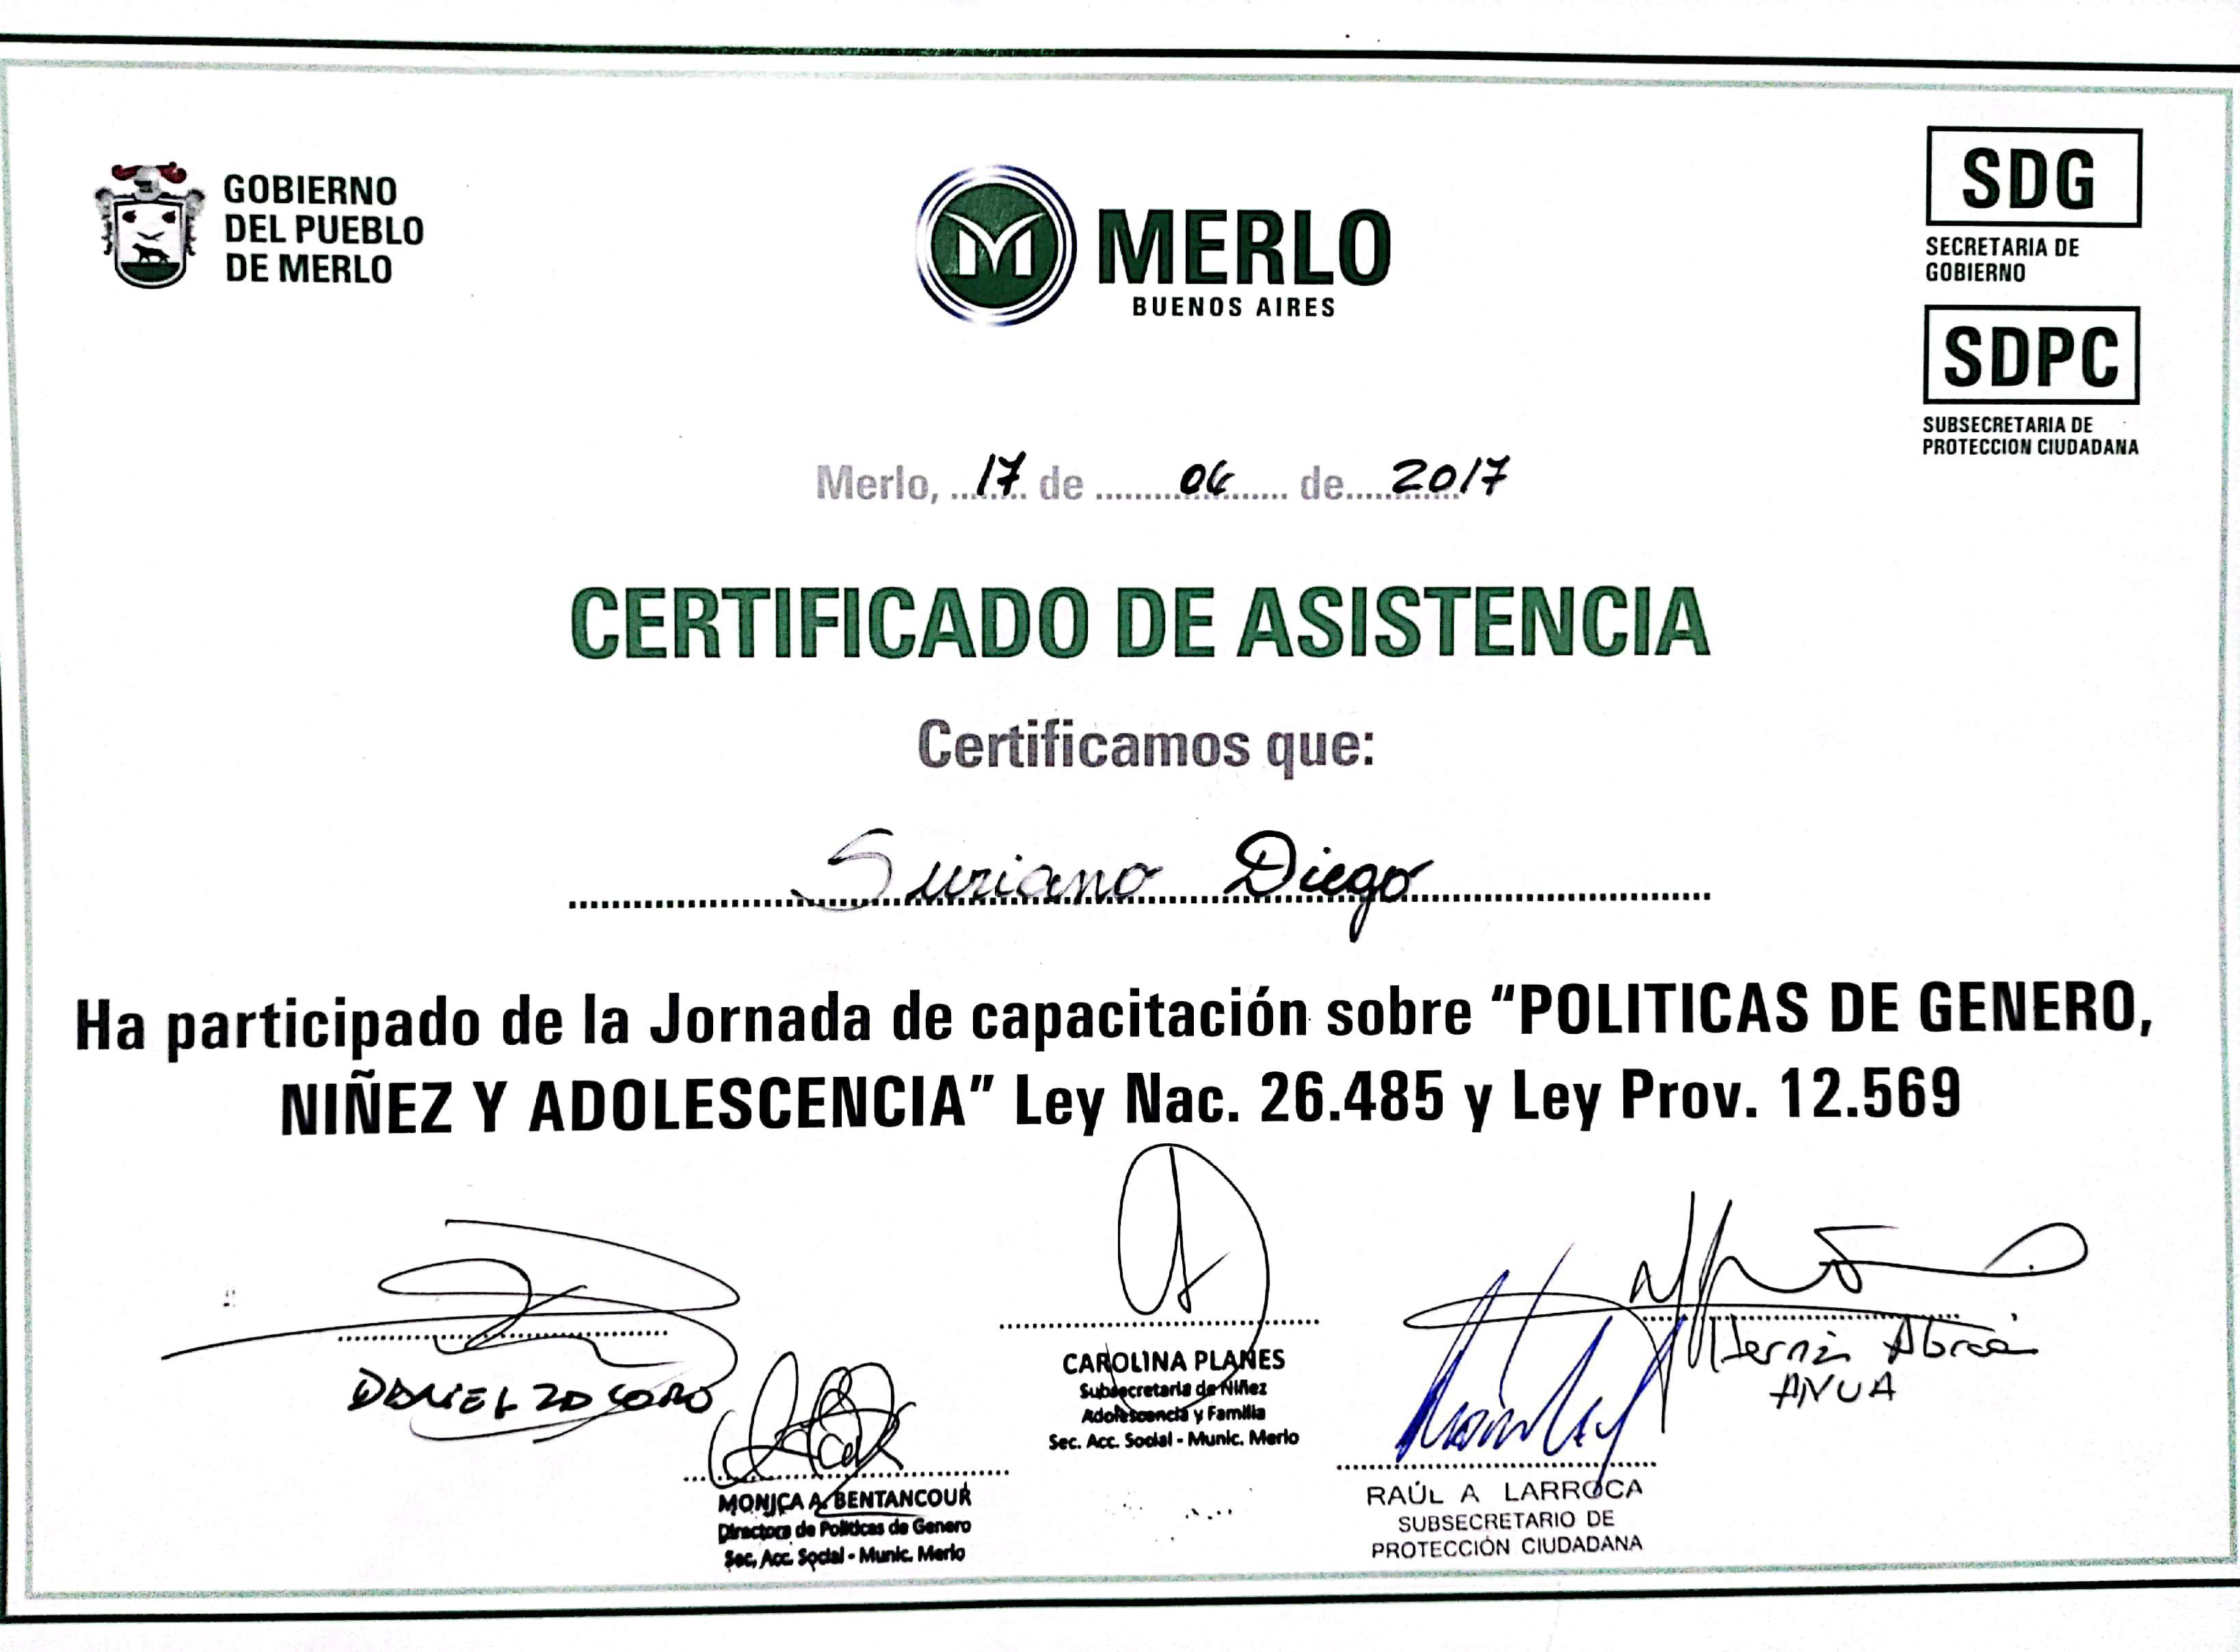 GOBIERNO
DEL PUEBLO
DE MERLO
M MERLO
BUENOS AIRES
SDG
SECRETARIA DE
GOBIERNO
SDPC
SUBSECRETARIA DE
PROTECCION CIUDADANA
Merlo, 17 de 06 de 2017
CERTIFICADO DE ASISTENCIA
Certificamos que:
Suriano Diego
Ha participado de la Jornada de capacitación sobre “POLITICAS DE GENERO,
NIÑEZ Y ADOLESCENCIA” Ley Nac. 26.485 y Ley Prov. 12.569
DANIEL
CAROLINA PLANES
Subsecretaria de Niñez
Adolescencia y Familia
Sec. Acc. Social - Munic. Merlo
ANUA
MONICA A. BENTANCOUR
Directora de Politicas de Genero
Sec. Acc. Social - Munic. Merlo
RAÚL A LARROCA
SUBSECRETARIO DE
PROTECCIÓN CIUDADANA